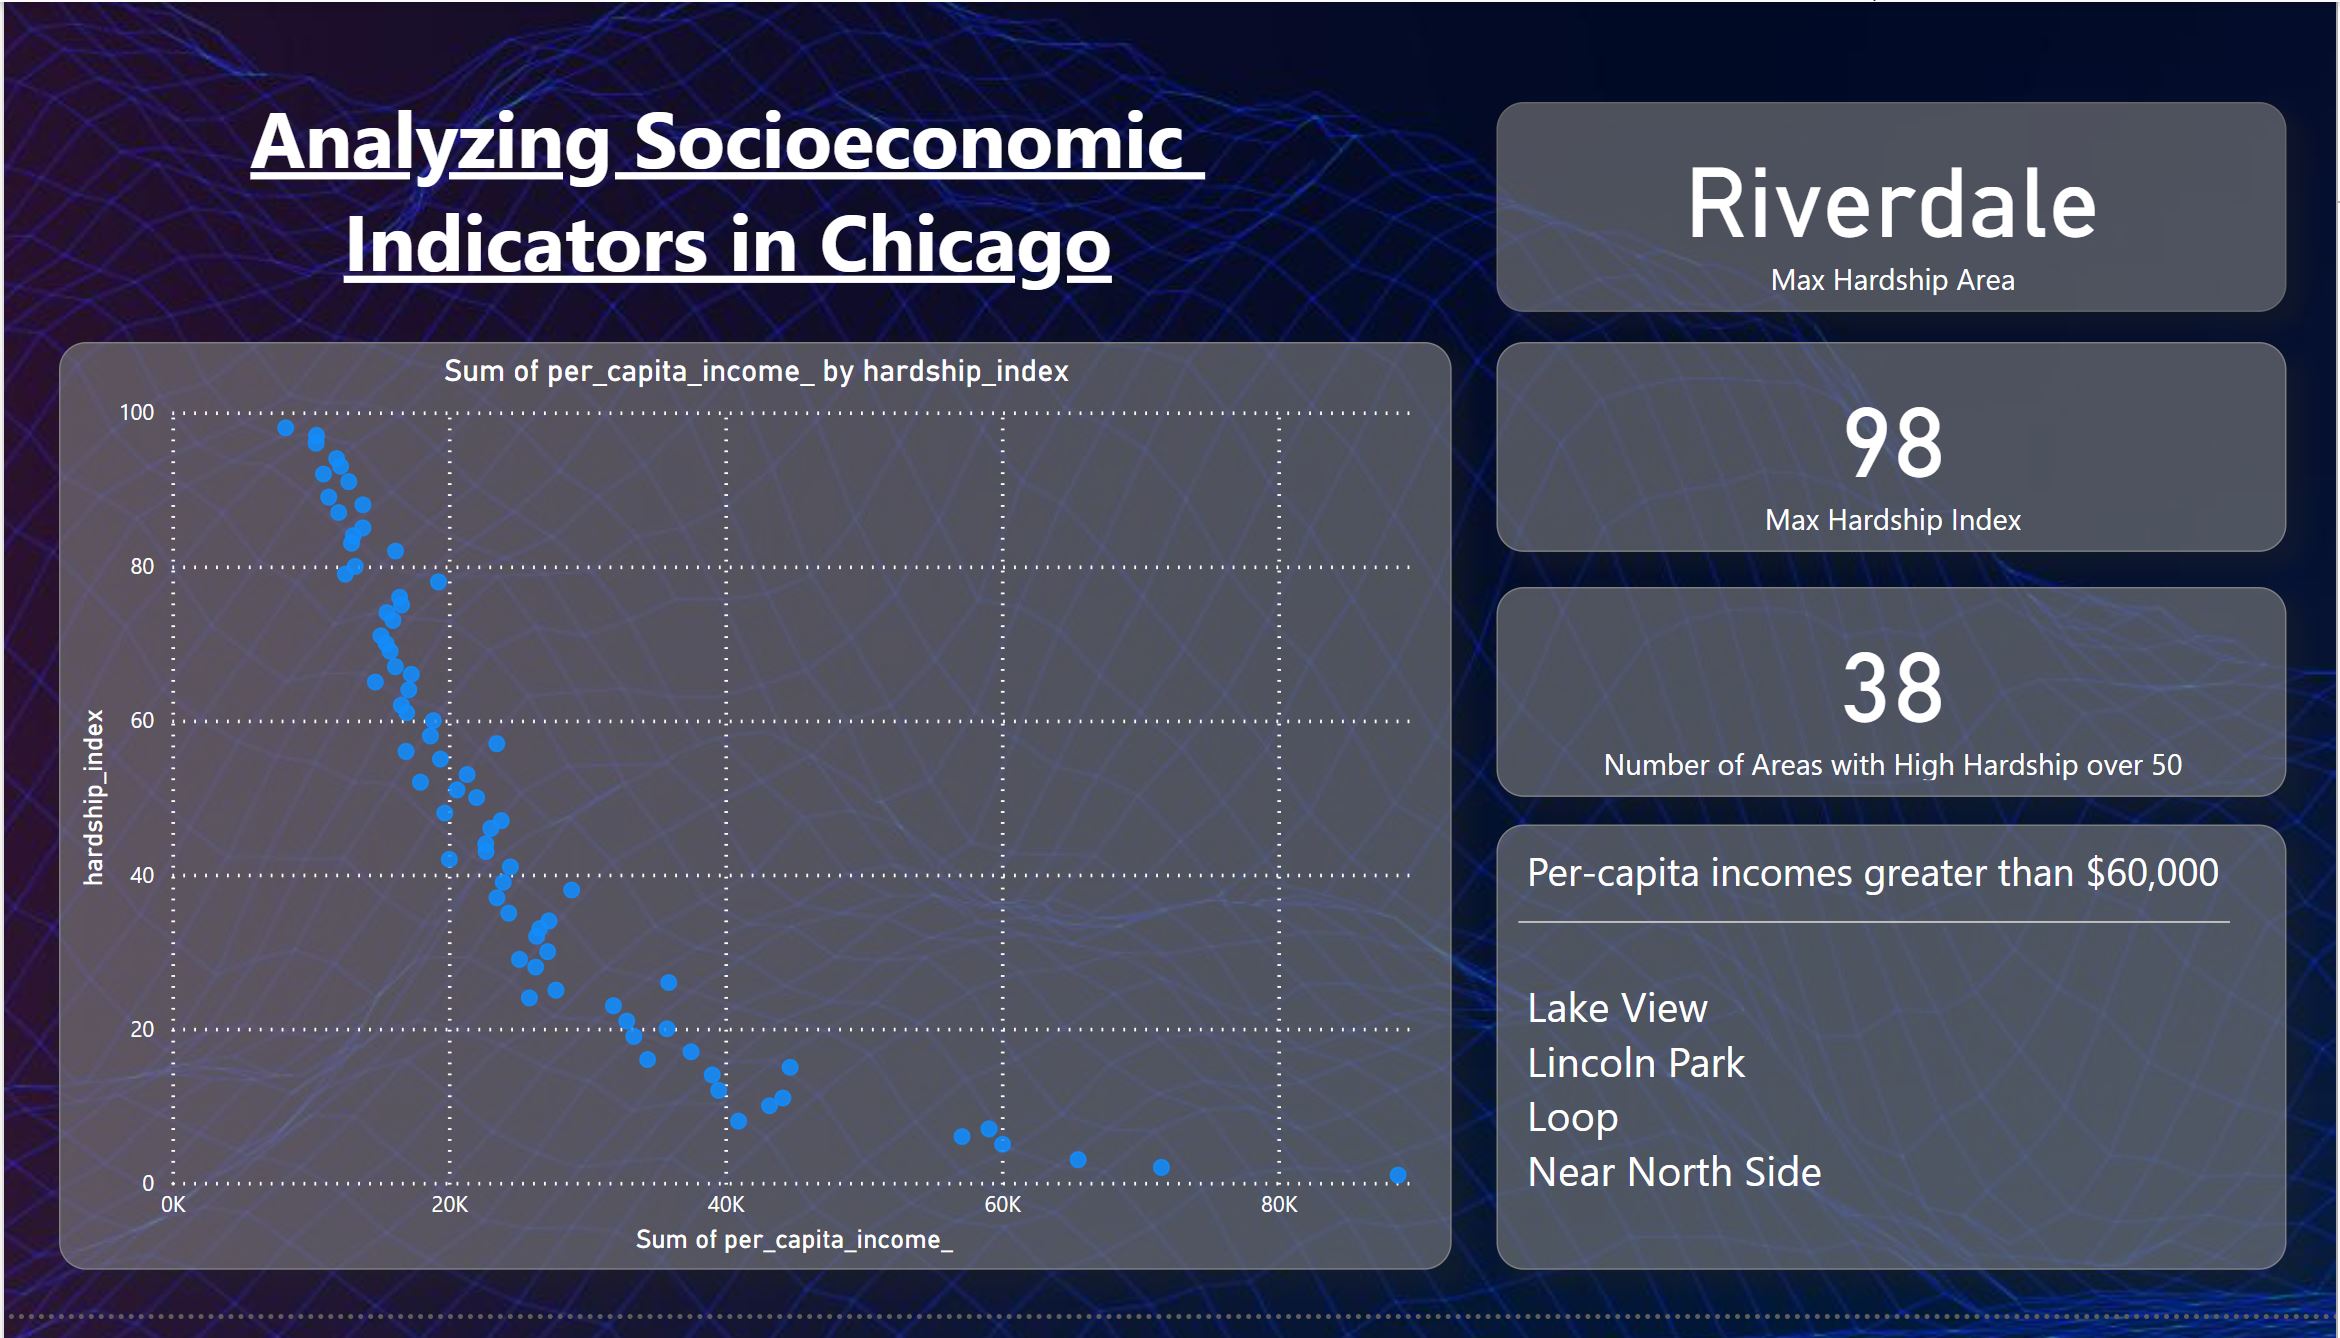 Analyzing Socioeconomic
Indicators in Chicago
Riverdale
Max Hardship Area
Sum of per_capita_income_ by hardship_index
100
80
60
40
20
0
hardship_index
0K
20K
40K
60K
80K
Sum of per_capita_income_
98
Max Hardship Index
38
Number of Areas with High Hardship over 50
Per-capita incomes greater than $60,000
Lake View
Lincoln Park
Loop
Near North Side